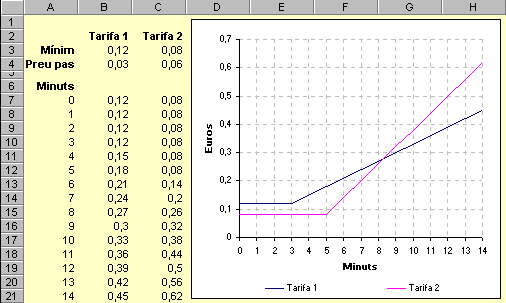 A B C D E F G H
1
2 Tarifa 1 Tarifa 2
3 Mínim 0,12 0,08
4 Preu pas 0,03 0,06
5
6 Minuts
7 0 0,12 0,08
8 1 0,12 0,08
9 2 0,12 0,08
10 3 0,12 0,08
11 4 0,15 0,08
12 5 0,18 0,08
13 6 0,21 0,14
14 7 0,24 0,2
15 8 0,27 0,26
16 9 0,3 0,32
17 10 0,33 0,38
18 11 0,36 0,44
19 12 0,39 0,5
20 13 0,42 0,56
21 14 0,45 0,62
0,7
0,6
0,5
0,4
0,3
0,2
0,1
0
Euros
0 1 2 3 4 5 6 7 8 9 10 11 12 13 14
Minuts
Tarifa 1 Tarifa 2